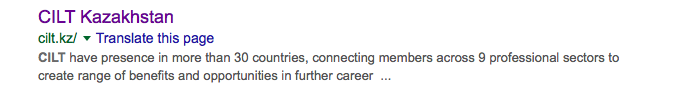 CILT Kazakhstan
cilt.kz/ Translate this page
CILT have presence in more than 30 countries, connecting members across 9 professional sectors to
create range of benefits and opportunities in further career ...